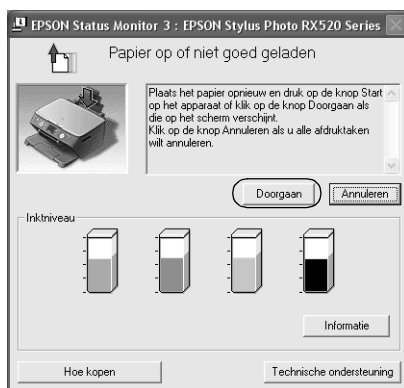 EPSON Status Monitor 3 : EPSON Stylus Photo RX520 Series
Papier op of niet goed geladen
Plaats het papier opnieuw en druk op de knop Start
op het apparaat of klik op de knop Doorgaan als
die op het scherm verschijnt.
Klik op de knop Annuleren als u alle afdruktaken
wilt annuleren.
Doorgaan
Annuleren
Inktniveau
Informatie
Hoe kopen
Technische ondersteuning